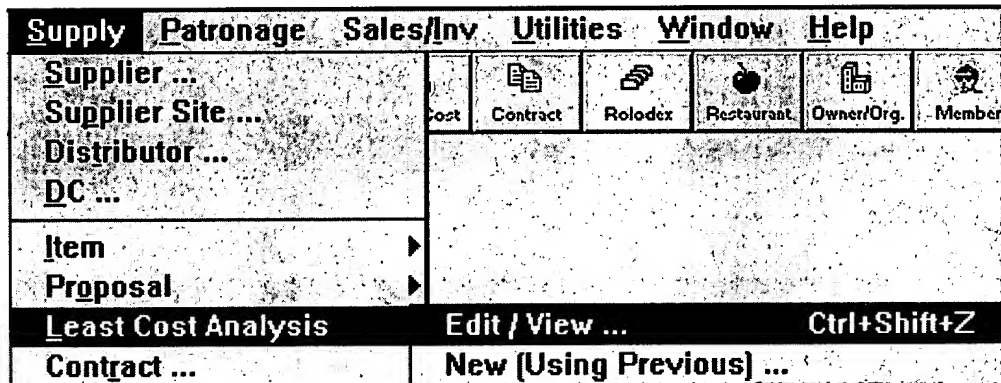 Supply Patronage Sales/Inv Utilities Window Help
Supplier ...
Supplier Site ...
Distributor ...
DC ...
Cost Contract Rolodex Restaurant Owner/Org. Member
Item
Proposal
Least Cost Analysis Edit / View ... Ctrl+Shift+Z
Contract ... New (Using Previous) ...